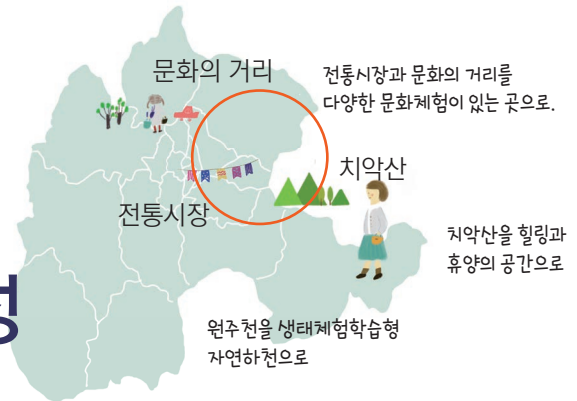 문화의 거리
전통시장과 문화의 거리를
다양한 문화체험이 있는 곳으로.
치악산
전통시장
치악산을 힐링과
휴양의 공간으로
원주천을 생태체험학습형
자연하천으로